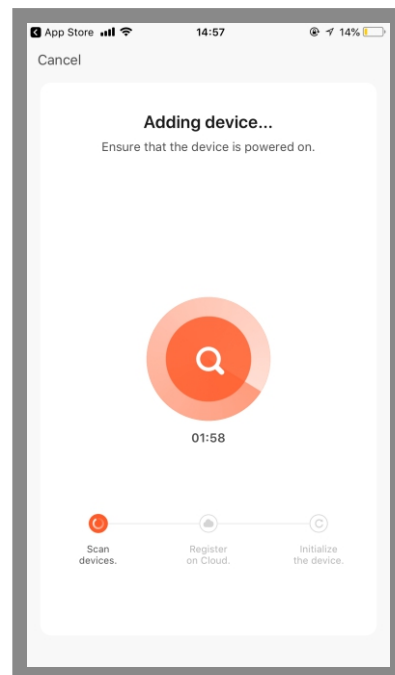 App Store 14:57 14%
Cancel
Adding device...
Ensure that the device is powered on.
01:58
Scan Register Initialize
devices. on Cloud. the device.